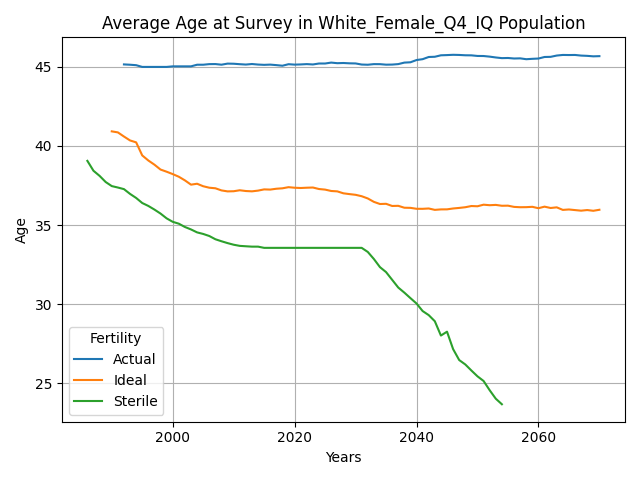 Average Age at Survey in White_Female_Q4_IQ Population
Age
45
40
35
30
25
Fertility
Actual
Ideal
Sterile
2000 2020 2040 2060
Years